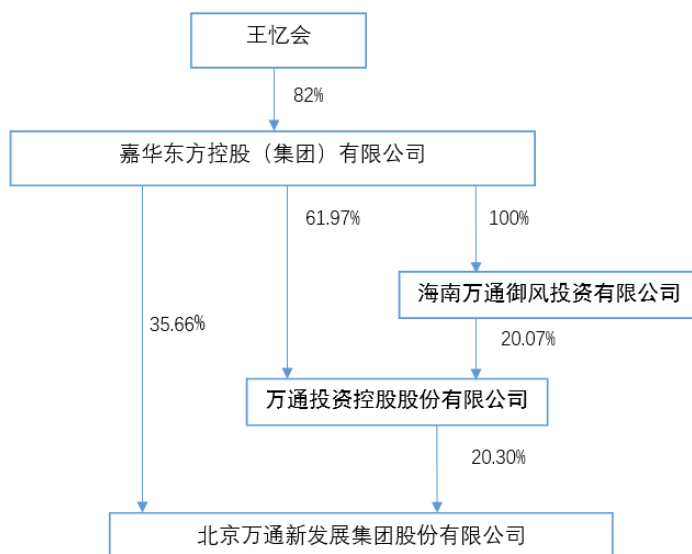 王忆会
82%
嘉华东方控股（集团）有限公司
61.97%
100%
海南万通御风投资有限公司
35.66%
20.07%
万通投资控股股份有限公司
20.30%
北京万通新发展集团股份有限公司